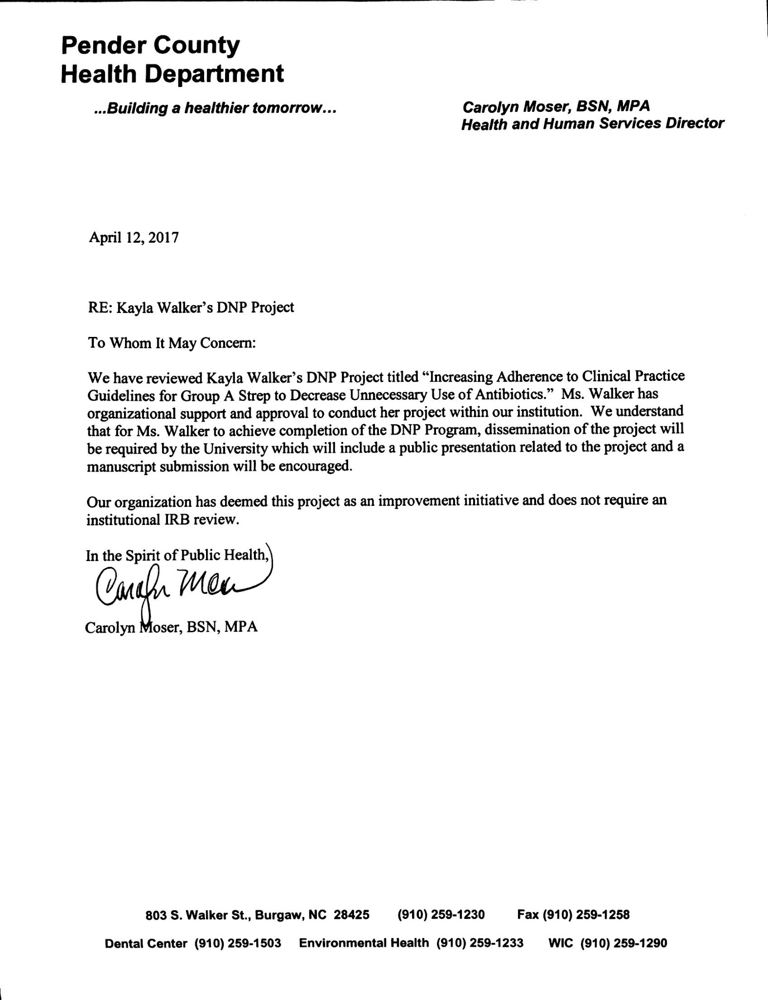 Pender County
Health Department
...Building a healthier tomorrow...
Carolyn Moser, BSN, MPA
Health and Human Services Director
April 12, 2017
RE: Kayla Walker’s DNP Project
To Whom It May Concern:
We have reviewed Kayla Walker’s DNP Project titled “Increasing Adherence to Clinical Practice
Guidelines for Group A Strep to Decrease Unnecessary Use of Antibiotics.” Ms. Walker has
organizational support and approval to conduct her project within our institution. We understand
that for Ms. Walker to achieve completion of the DNP Program, dissemination of the project will
be required by the University which will include a public presentation related to the project and a
manuscript submission will be encouraged.
Our organization has deemed this project as an improvement initiative and does not require an
institutional IRB review.
In the Spirit of Public Health,
Carolyn Moser
Carolyn Moser, BSN, MPA
803 S. Walker St., Burgaw, NC 28425 (910) 259-1230 Fax (910) 259-1258
Dental Center (910) 259-1503 Environmental Health (910) 259-1233 WIC (910) 259-1290